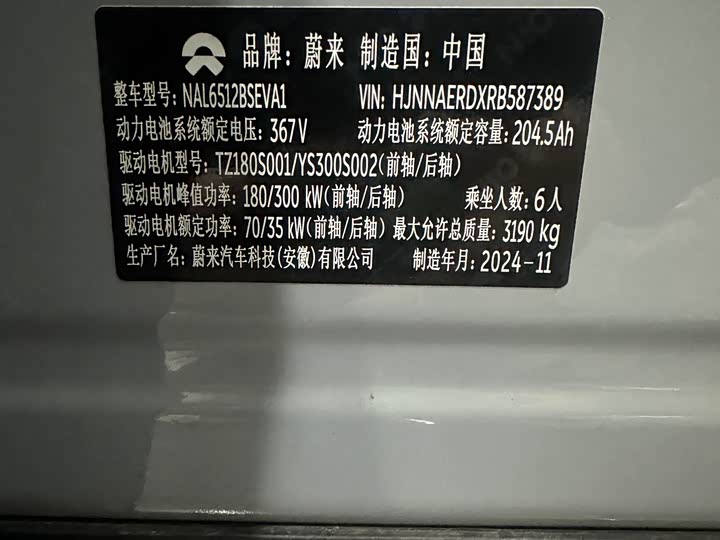 品牌：蔚来 制造国：中国
整车型号：NAL6512BSEVA1 VIN：HJNNAERDXRB587389
动力电池系统额定电压：367V 动力电池系统额定容量：204.5Ah
驱动电机型号：TZ180S001/YS300S002(前轴/后轴)
驱动电机峰值功率：180/300 kW(前轴/后轴) 乘坐人数：6人
驱动电机额定功率：70/35 kW(前轴/后轴) 最大允许总质量：3190 kg
生产厂名：蔚来汽车科技(安徽)有限公司 制造年月：2024-11